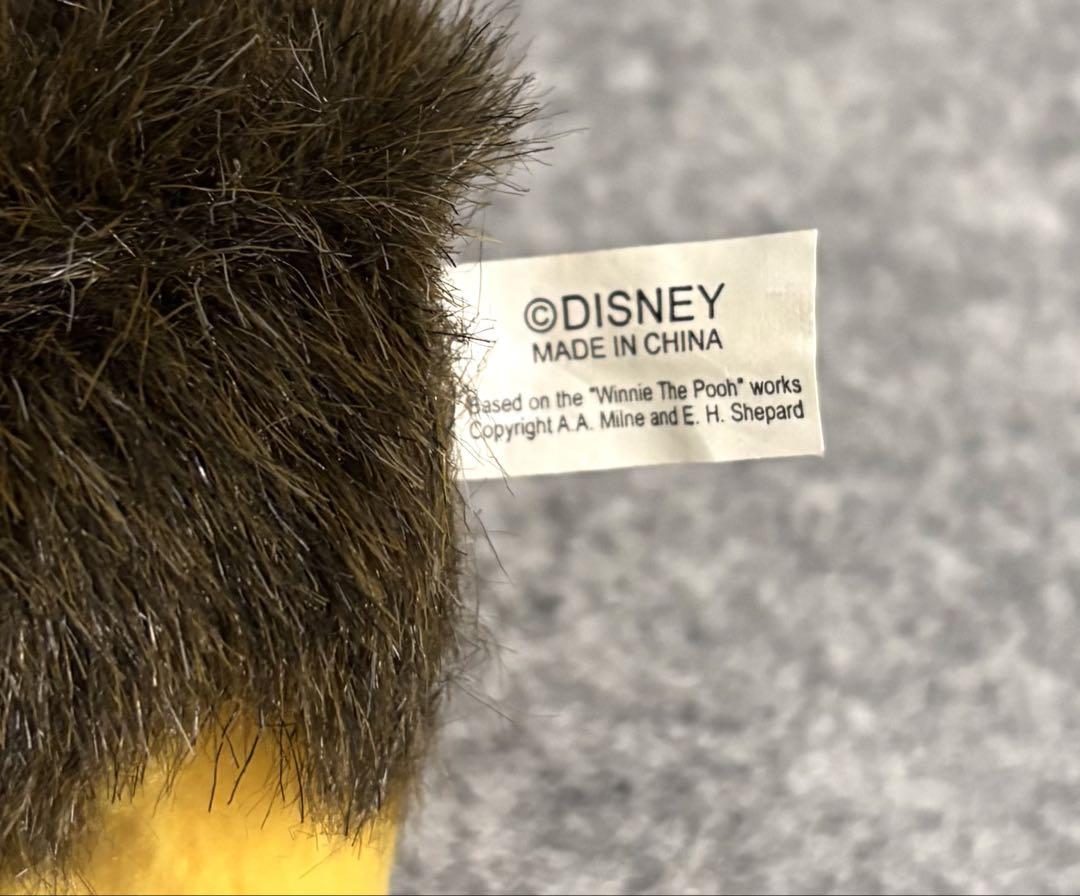 ©DISNEY
MADE IN CHINA
Based on the "Winnie The Pooh" works
Copyright A.A. Milne and E. H. Shepard